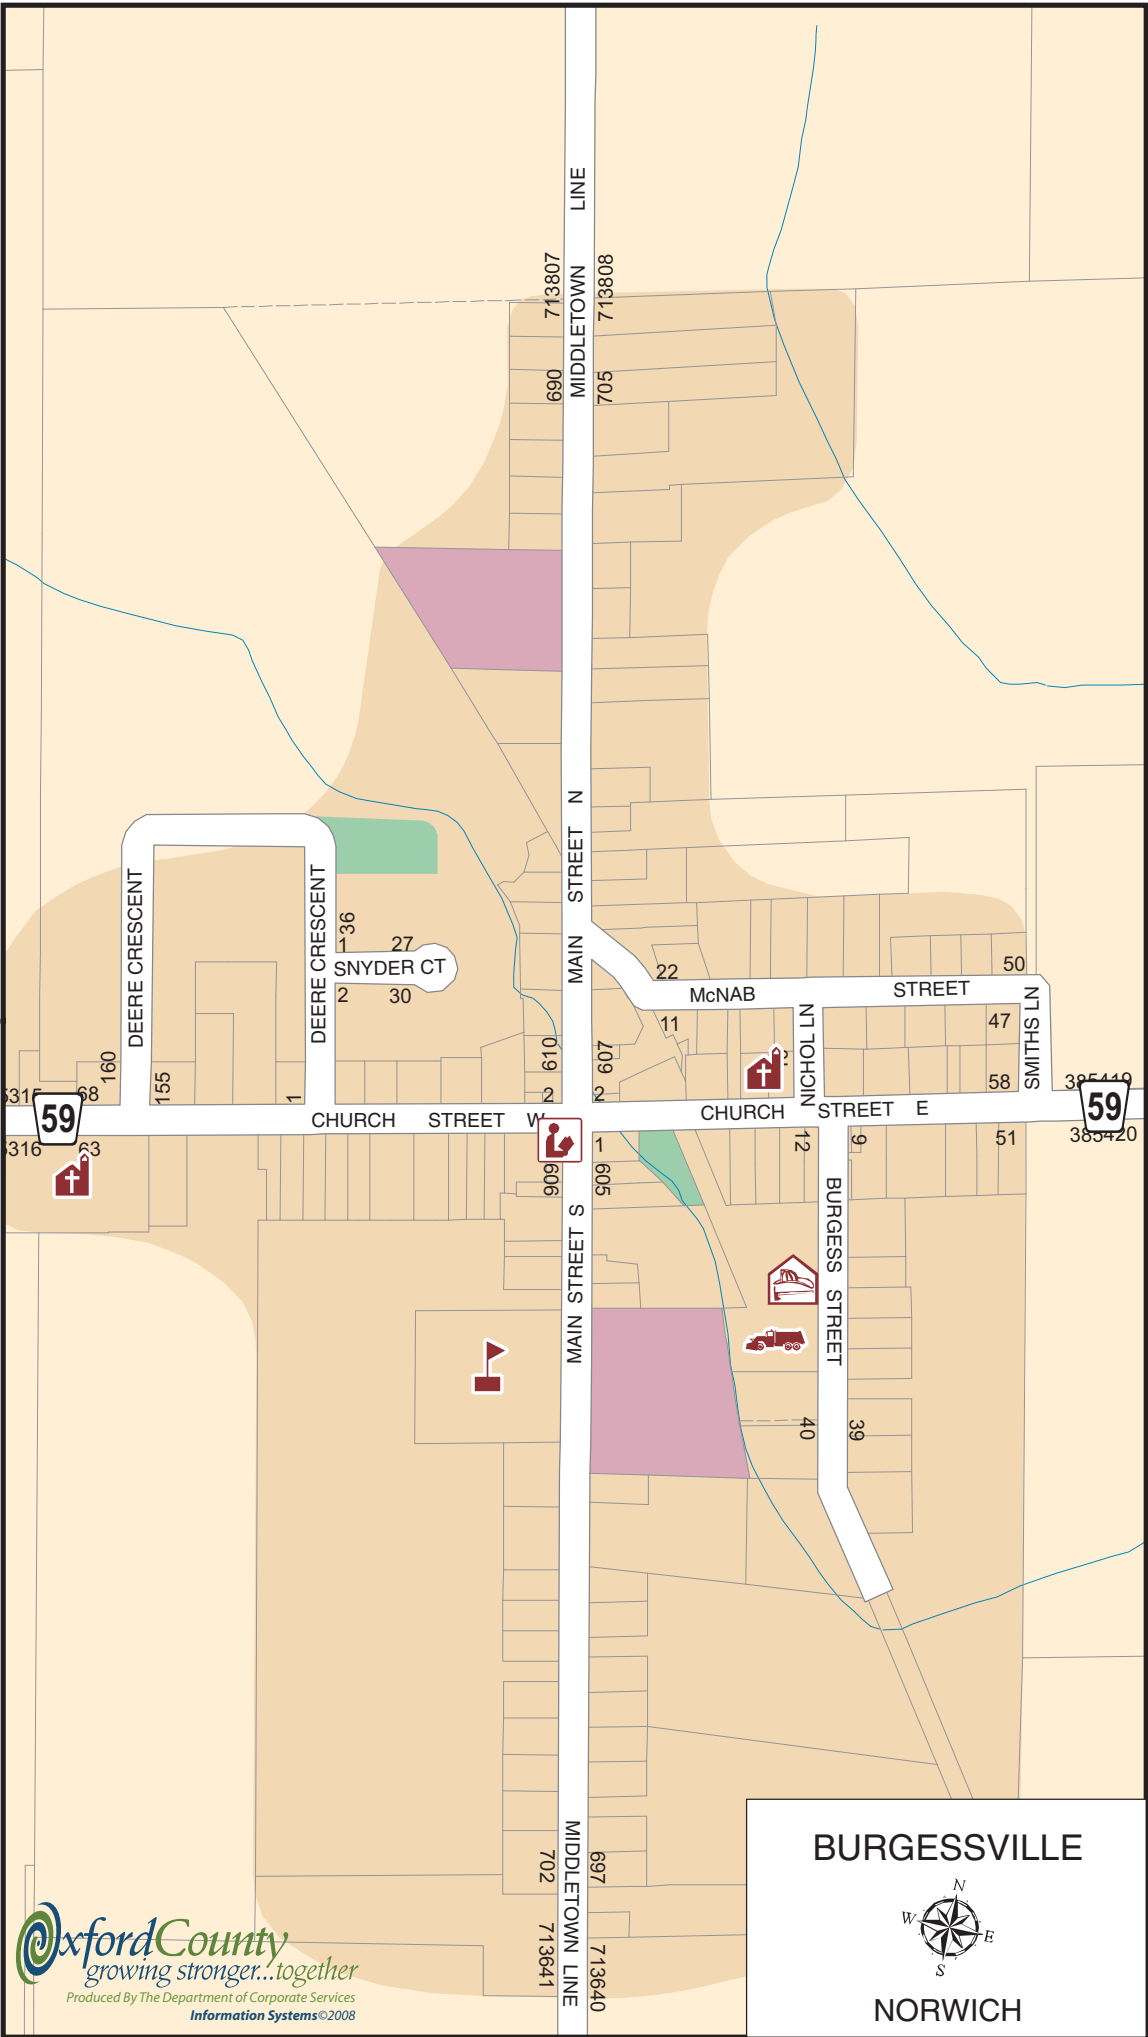 MIDDLETOWN LINE
713807
713808
690
705
MAIN STREET N
DEERE CRESCENT
DEERE CRESCENT
36
1
27
SNYDER CT
2
30
22
McNAB STREET
50
11
NICHOLL LN
47
SMITHS LN
58
610
607
160
155
1
68
2
2
385419
59
CHURCH STREET W
CHURCH STREET E
59
385420
5316
63
606
1
605
12
9
51
MAIN STREET S
BURGESS STREET
40
39
702
697
MIDDLETOWN LINE
713641
713640
BURGESSVILLE
N
W
E
S
NORWICH
OxfordCounty
growing stronger...together
Produced By The Department of Corporate Services
Information Systems©2008